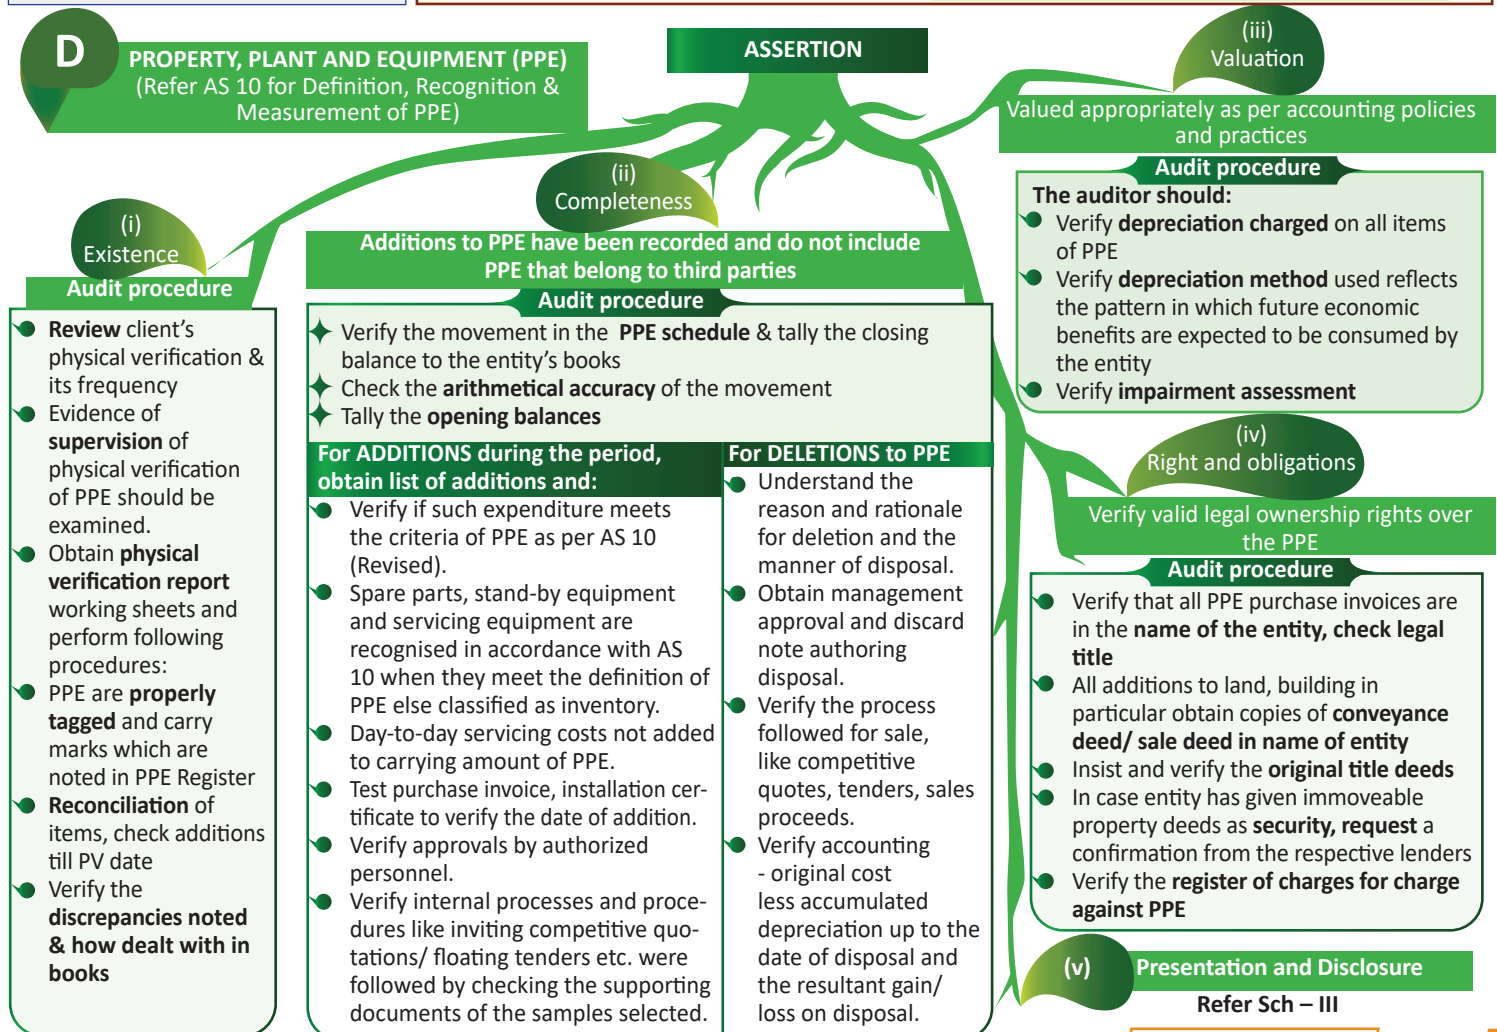 D
PROPERTY, PLANT AND EQUIPMENT (PPE)
(Refer AS 10 for Definition, Recognition &
Measurement of PPE)
ASSERTION
(i)
Existence
Audit procedure
Review client's
physical verification &
its frequency
Evidence of
supervision of
physical verification
of PPE should be
examined.
Obtain physical
verification report
working sheets and
perform following
procedures:
PPE are properly
tagged and carry
marks which are
noted in PPE Register
Reconciliation of
items, check additions
till PV date
Verify the
discrepancies noted
& how dealt with in
books
(ii)
Completeness
Additions to PPE have been recorded and do not include
PPE that belong to third parties
Audit procedure
Verify the movement in the PPE schedule & tally the closing
balance to the entity's books
Check the arithmetical accuracy of the movement
Tally the opening balances
For ADDITIONS during the period,
obtain list of additions and:
Verify if such expenditure meets
the criteria of PPE as per AS 10
(Revised).
Spare parts, stand-by equipment
and servicing equipment are
recognised in accordance with AS
10 when they meet the definition of
PPE else classified as inventory.
Day-to-day servicing costs not added
to carrying amount of PPE.
Test purchase invoice, installation cer-
tificate to verify the date of addition.
Verify approvals by authorized
personnel.
Verify internal processes and proce-
dures like inviting competitive quo-
tations/ floating tenders etc. were
followed by checking the supporting
documents of the samples selected.
For DELETIONS to PPE
Understand the
reason and rationale
for deletion and the
manner of disposal.
Obtain management
approval and discard
note authoring
disposal.
Verify the process
followed for sale,
like competitive
quotes, tenders, sales
proceeds.
Verify accounting
- original cost
less accumulated
depreciation up to the
date of disposal and
the resultant gain/
loss on disposal.
(iii)
Valuation
Valued appropriately as per accounting policies
and practices
Audit procedure
The auditor should:
Verify depreciation charged on all items
of PPE
Verify depreciation method used reflects
the pattern in which future economic
benefits are expected to be consumed by
the entity
Verify impairment assessment
(iv)
Right and obligations
Verify valid legal ownership rights over
the PPE
Audit procedure
Verify that all PPE purchase invoices are
in the name of the entity, check legal
title
All additions to land, building in
particular obtain copies of conveyance
deed/ sale deed in name of entity
Insist and verify the original title deeds
In case entity has given immoveable
property deeds as security, request a
confirmation from the respective lenders
Verify the register of charges for charge
against PPE
(v)
Presentation and Disclosure
Refer Sch – III